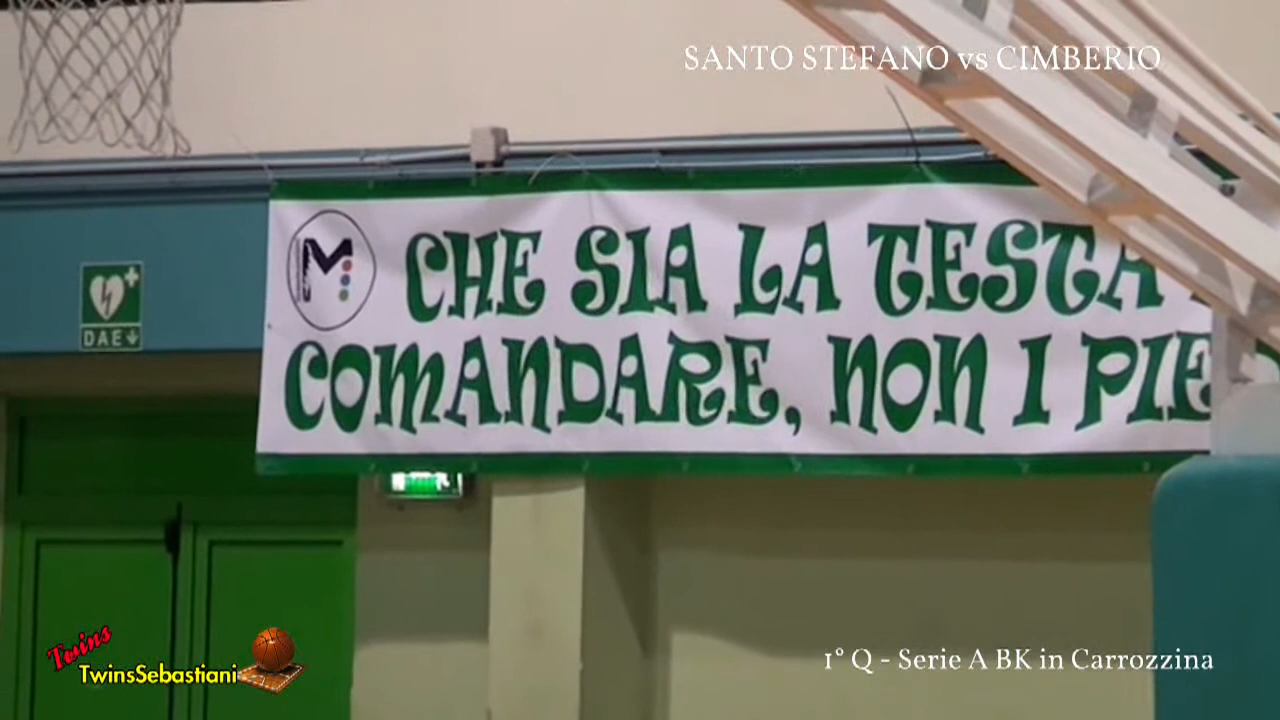 SANTO STEFANO vs CIMBERIO
M
CHE SIA LA TESTA
COMANDARE, NON I
DAE
Twins
TwinsSebastiani
1° Q - Serie A BK in Carrozzina